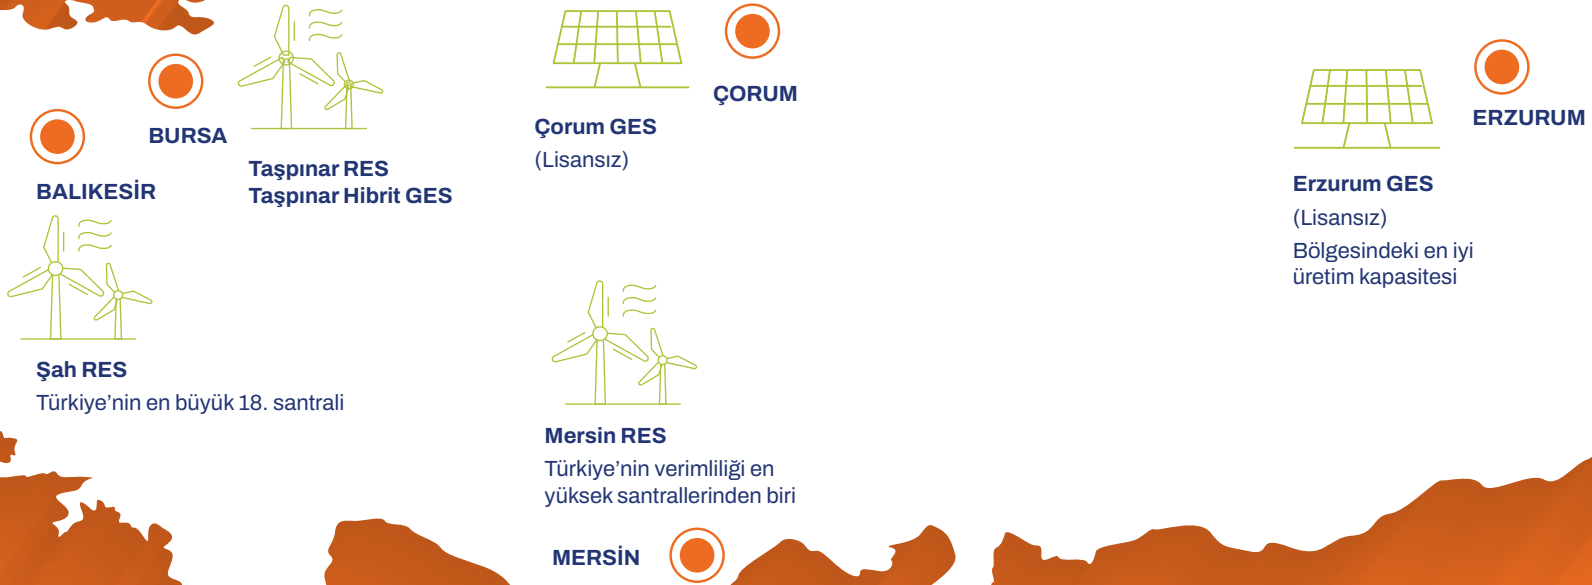 BURSA
Taşpınar RES
Taşpınar Hibrit GES
BALIKESİR
Şah RES
Türkiye’nin en büyük 18. santrali
ÇORUM
Çorum GES
(Lisansız)
Mersin RES
Türkiye’nin verimliliği en
yüksek santrallerinden biri
MERSİN
ERZURUM
Erzurum GES
(Lisansız)
Bölgesindeki en iyi
üretim kapasitesi